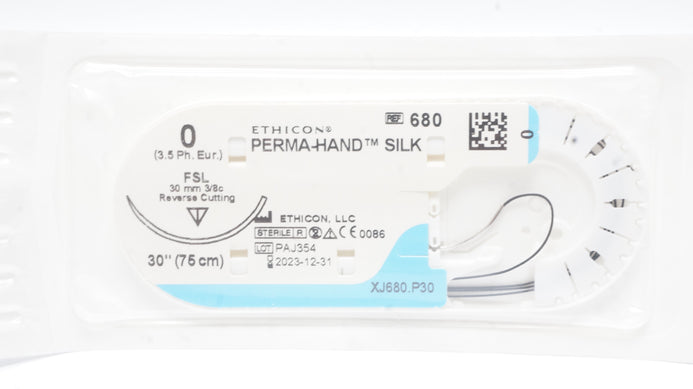 0
(3.5 Ph. Eur.)
FSL
30 mm 3/8c
Reverse Cutting
30" (75 cm)
ETHICON®
PERMA-HAND™ SILK
REF 680
0
ETHICON, LLC
STERILE R 2 CE 0086
LOT PAJ354
2023-12-31
XJ680.P30